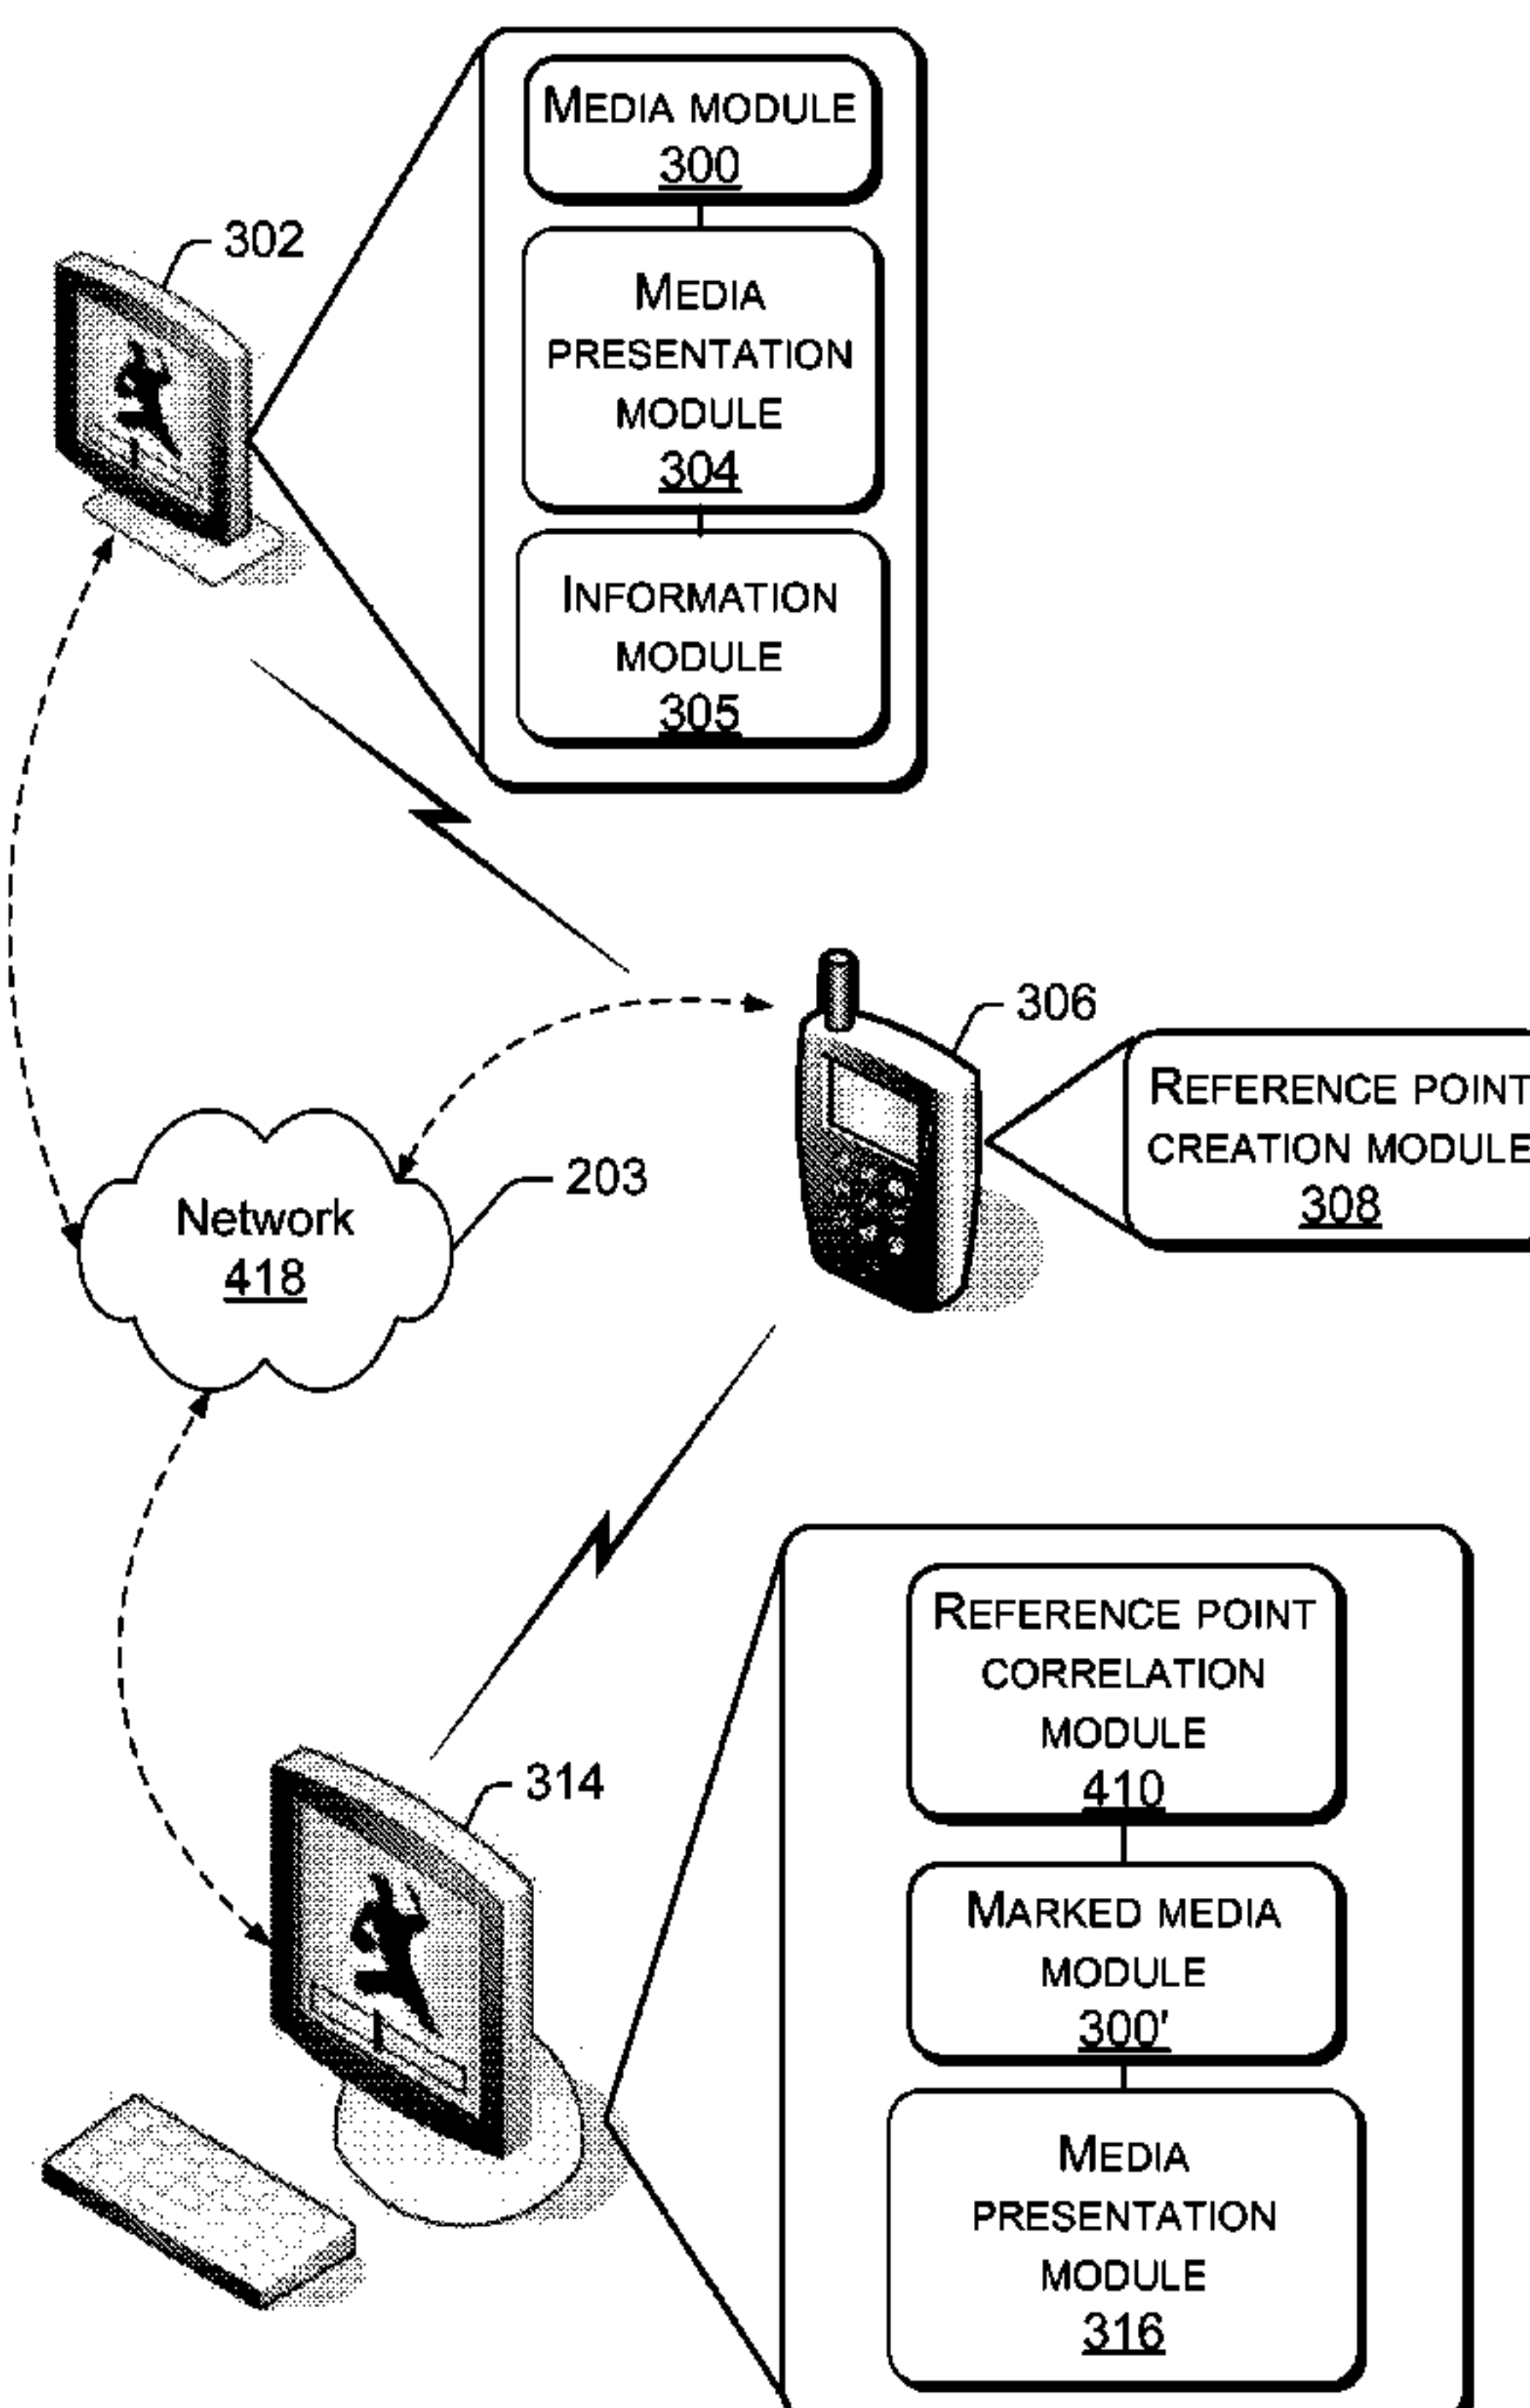 MEDIA MODULE
300
302
MEDIA
PRESENTATION
MODULE
304
INFORMATION
MODULE
305
306
REFERENCE POINT
CREATION MODULE
308
203
Network
418
REFERENCE POINT
CORRELATION
MODULE
410
314
MARKED MEDIA
MODULE
300'
MEDIA
PRESENTATION
MODULE
316